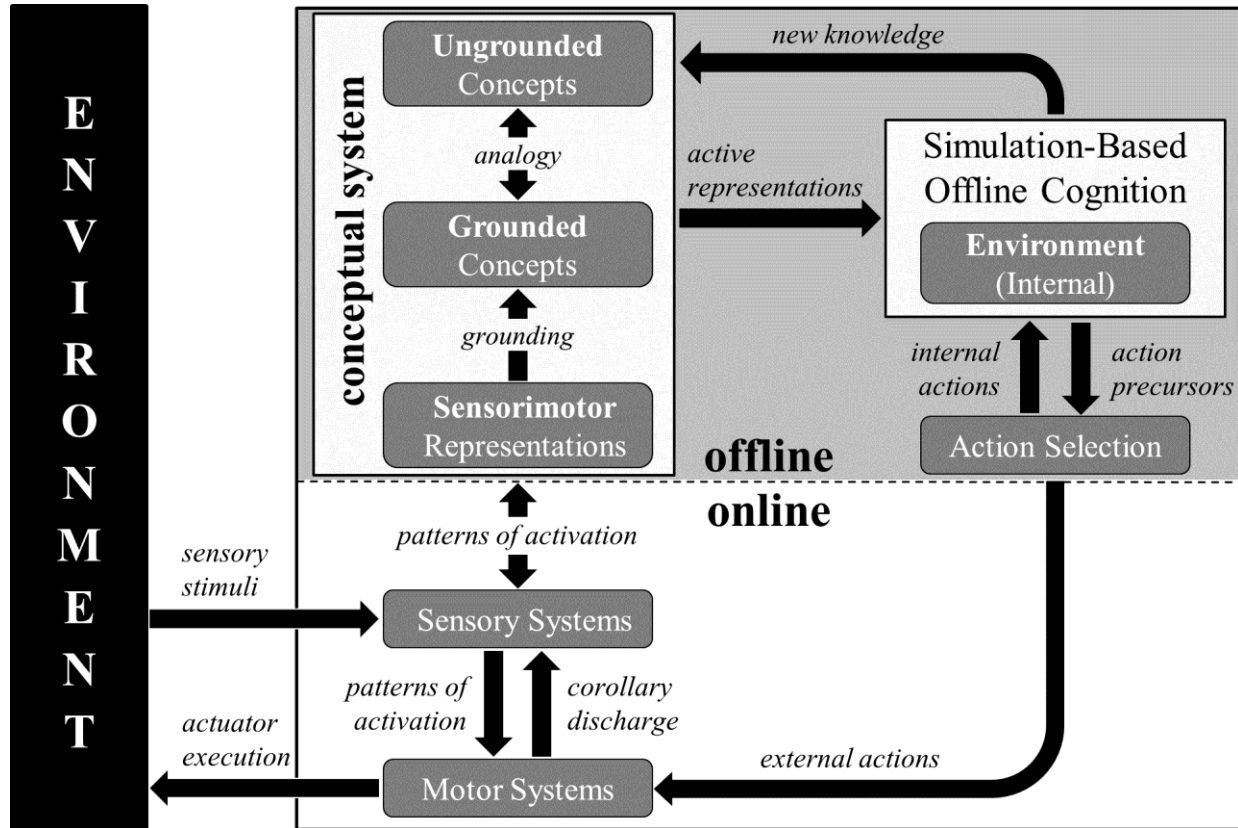 ENVIRONMENT
conceptual system
Ungrounded
Concepts
analogy
Grounded
Concepts
grounding
Sensorimotor
Representations
new knowledge
active
representations
Simulation-Based
Offline Cognition
Environment
(Internal)
internal
actions
action
precursors
Action Selection
offline
online
patterns of activation
sensory
stimuli
Sensory Systems
patterns of
activation
corollary
discharge
actuator
execution
Motor Systems
external actions